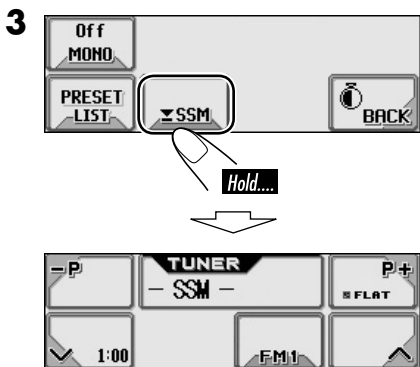 3
Off
MONO
PRESET
LIST
SSM
BACK
Hold....
–P
TUNER
P+
– SSM –
FLAT
1:00
FM1